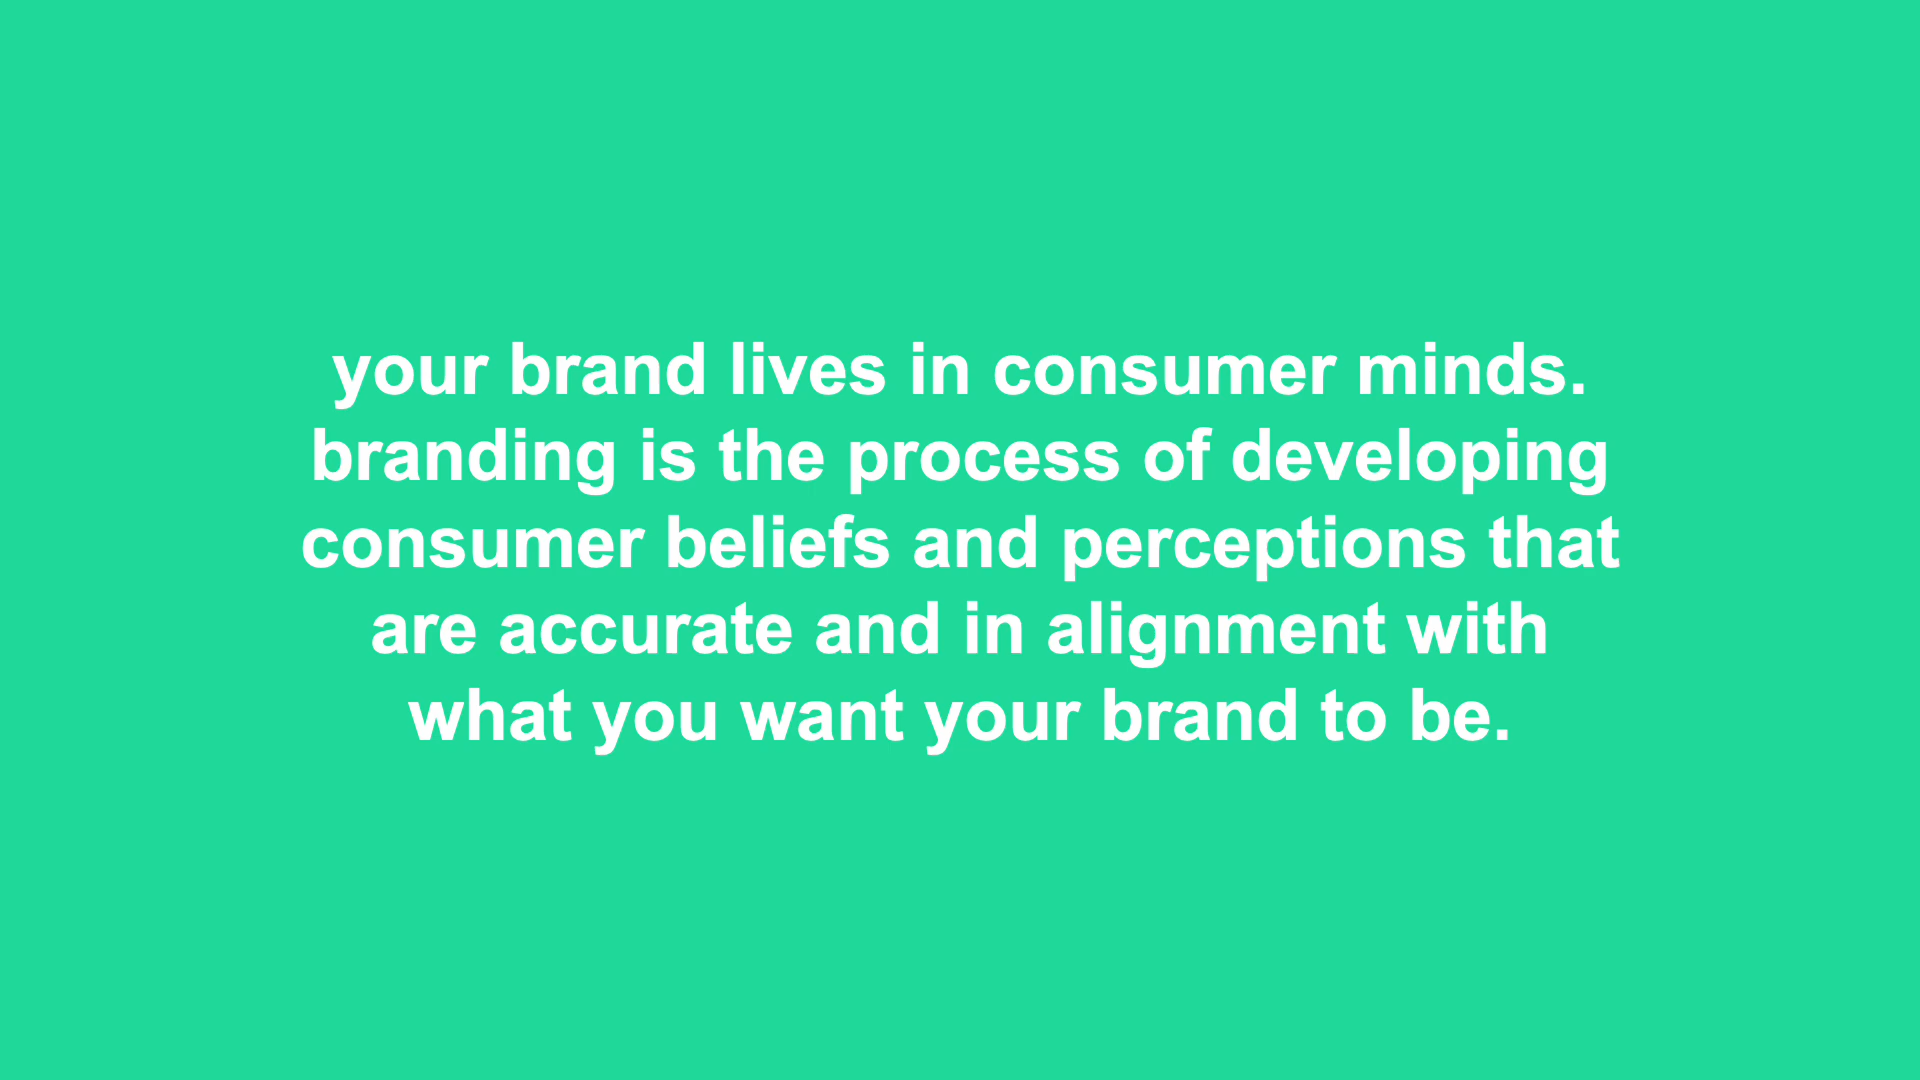 your brand lives in consumer minds.
branding is the process of developing
consumer beliefs and perceptions that
are accurate and in alignment with
what you want your brand to be.